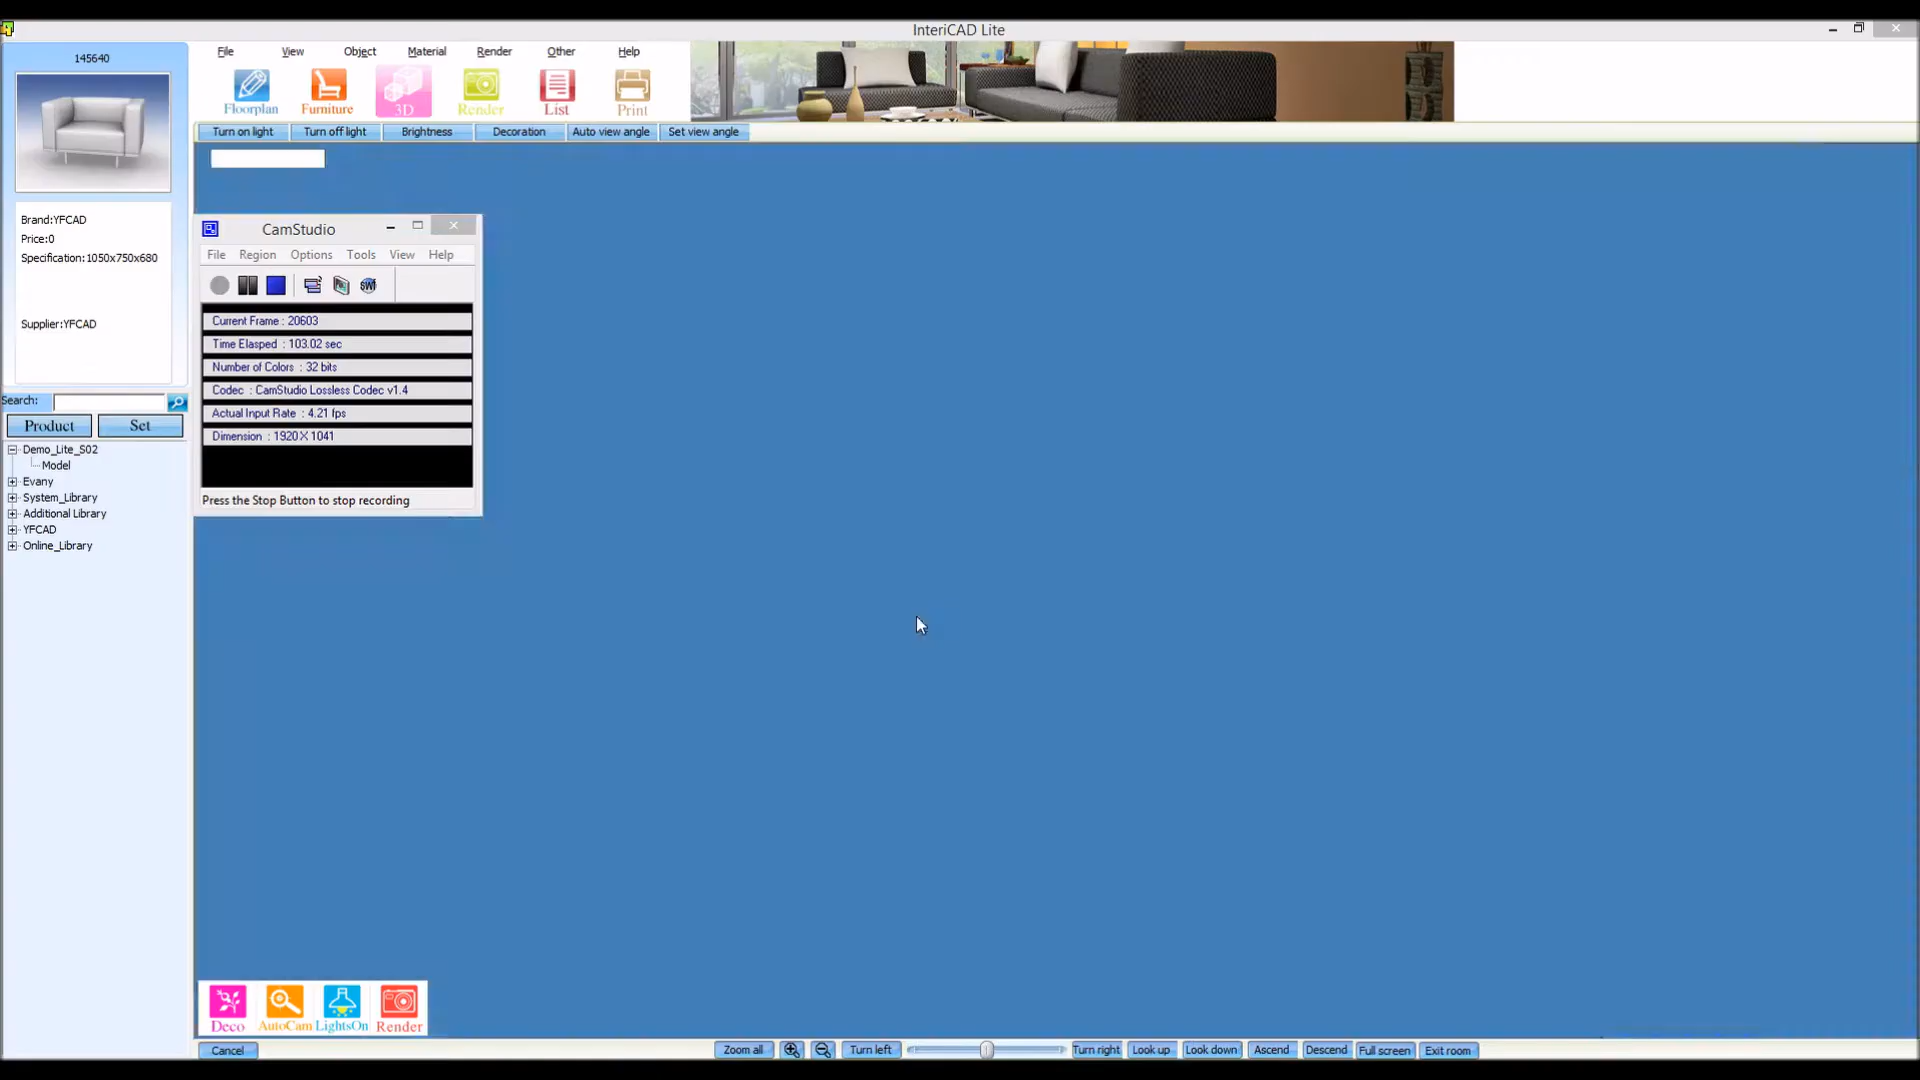 InteriCAD Lite
145640
Brand:YFCAD
Price:0
Specification:1050x750x680
Supplier:YFCAD
Search:
Product Set
Demo_Lite_S02
Model
Evany
System_Library
Additional Library
YFCAD
Online_Library
File View Object Material Render Other Help
Floorplan Furniture 3D Render List Print
Turn on light Turn off light Brightness Decoration Auto view angle Set view angle
CamStudio
File Region Options Tools View Help
Current Frame : 20603
Time Elasped : 103.02 sec
Number of Colors : 32 bits
Codec : CamStudio Lossless Codec v1.4
Actual Input Rate : 4.21 fps
Dimension : 1920 X 1041
Press the Stop Button to stop recording
Deco AutoCam LightsOn Render
Cancel Zoom all Turn left Turn right Look up Look down Ascend Descend Full screen Exit room